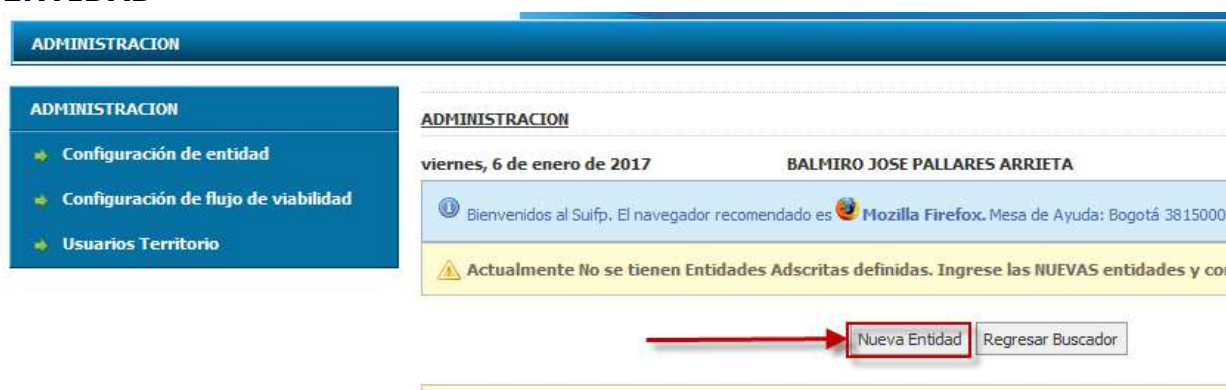 ENTIDAD
ADMINISTRACION
ADMINISTRACION
Configuración de entidad
Configuración de flujo de viabilidad
Usuarios Territorio
ADMINISTRACION
viernes, 6 de enero de 2017 BALMIRO JOSE PALLARES ARRIETA
Bienvenidos al Suifp. El navegador recomendado es Mozilla Firefox. Mesa de Ayuda: Bogotá 3815000
Actualmente No se tienen Entidades Adscritas definidas. Ingrese las NUEVAS entidades y
Nueva Entidad Regresar Buscador